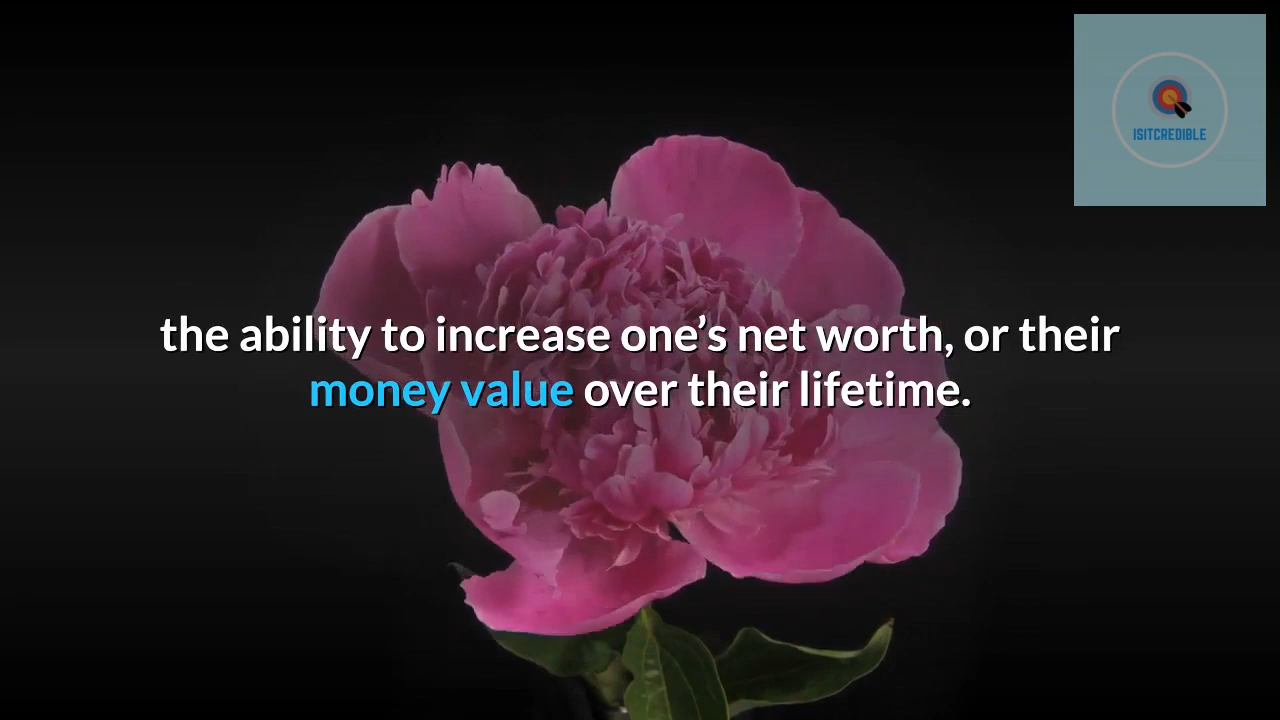 ISITCREDIBLE
the ability to increase one’s net worth, or their
money value over their lifetime.